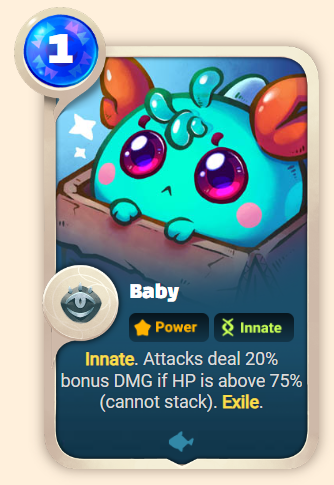 1
Baby
Power
Innate
Innate. Attacks deal 20%
bonus DMG if HP is above 75%
(cannot stack). Exile.